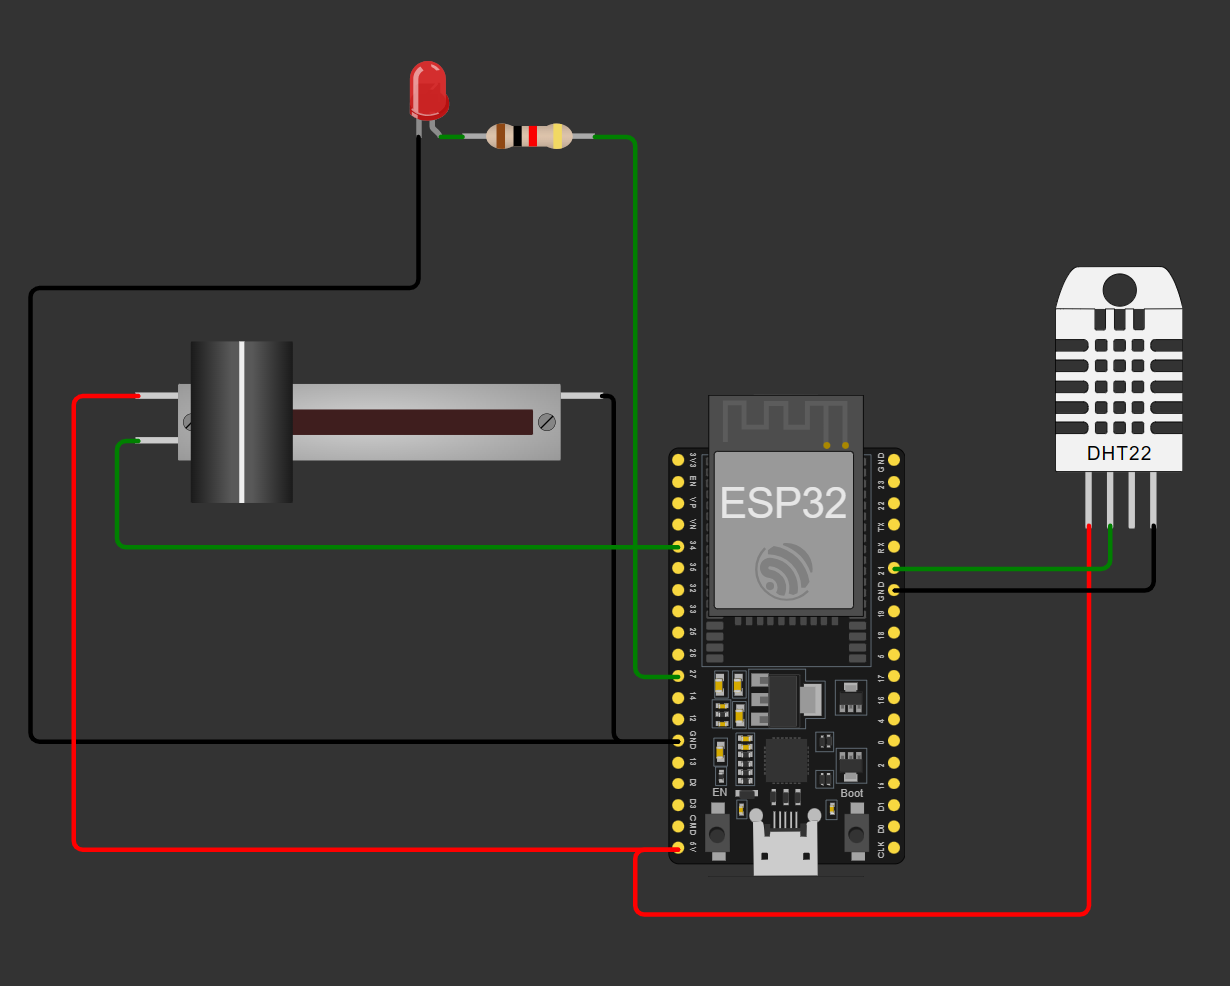 ESP32
3V3
EN
VP
VN
34
35
32
33
25
26
27
14
12
GND
13
D2
D3
CMD
5V
GND
23
22
TX
RX
21
GND
19
18
5
17
16
4
0
2
15
D1
D0
CLK
EN
Boot
DHT22